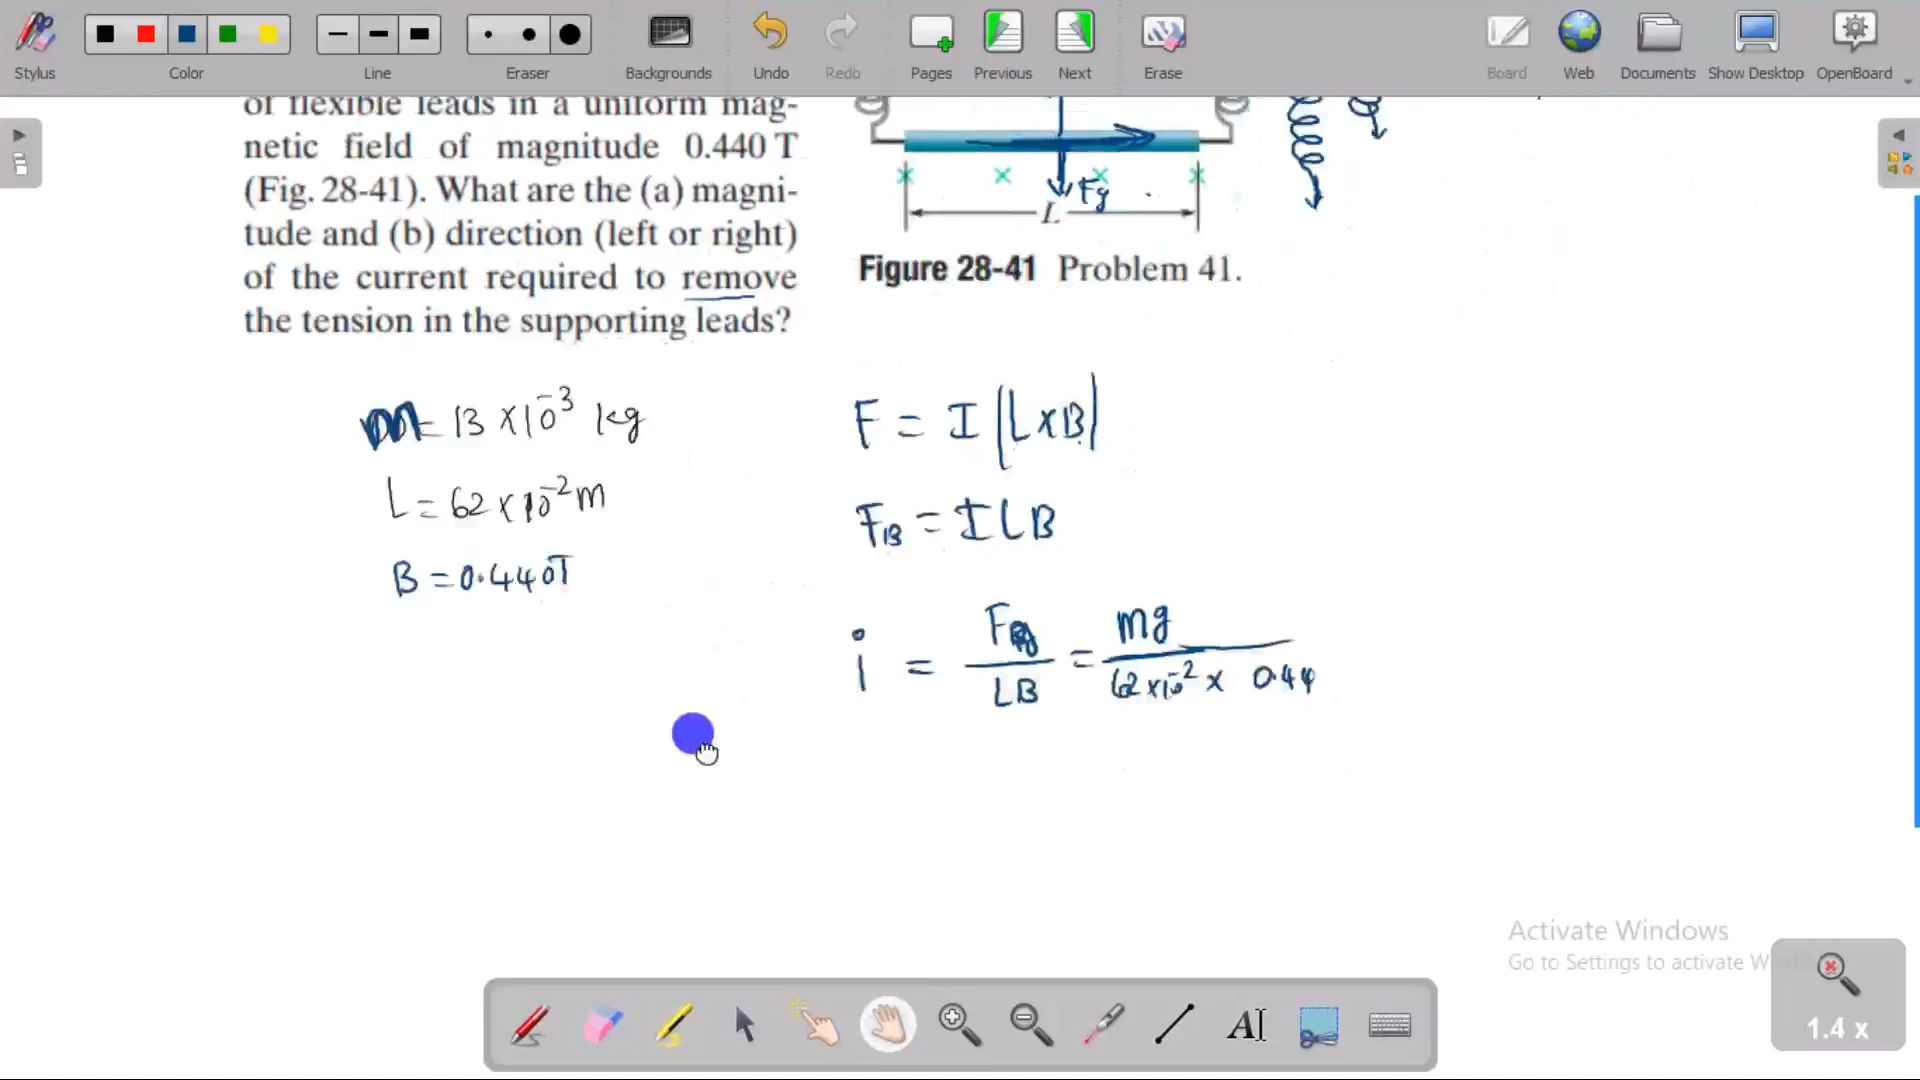 Stylus
Color
Line
Eraser
Backgrounds
Undo
Redo
Pages
Previous
Next
Erase
Board
Web
Documents
Show Desktop
OpenBoard
of flexible leads in a uniform mag-
netic field of magnitude 0.440 T
(Fig. 28-41). What are the (a) magni-
tude and (b) direction (left or right)
of the current required to remove
the tension in the supporting leads?
Fg
L
Figure 28-41 Problem 41.
m = 13 × 10⁻³ kg
L = 62 × 10⁻² m
B = 0.440T
F = I |L×B|
F_B = I L B
i = Fg / LB = mg / 62×10⁻² × 0.44
Activate Windows
Go to Settings to activate W
1.4 x